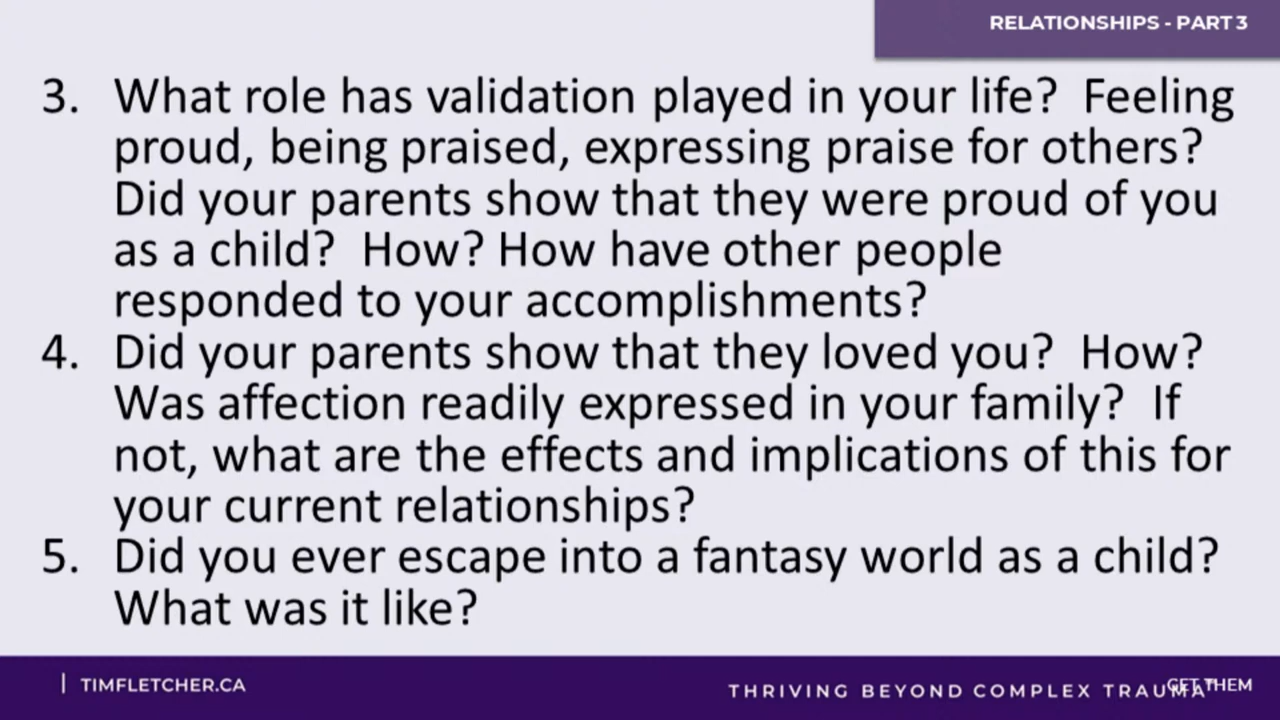 RELATIONSHIPS - PART 3
3. What role has validation played in your life? Feeling
proud, being praised, expressing praise for others?
Did your parents show that they were proud of you
as a child? How? How have other people
responded to your accomplishments?
4. Did your parents show that they loved you? How?
Was affection readily expressed in your family? If
not, what are the effects and implications of this for
your current relationships?
5. Did you ever escape into a fantasy world as a child?
What was it like?
| TIMFLETCHER.CA
THRIVING BEYOND COMPLEX TRAUMA
GET THEM